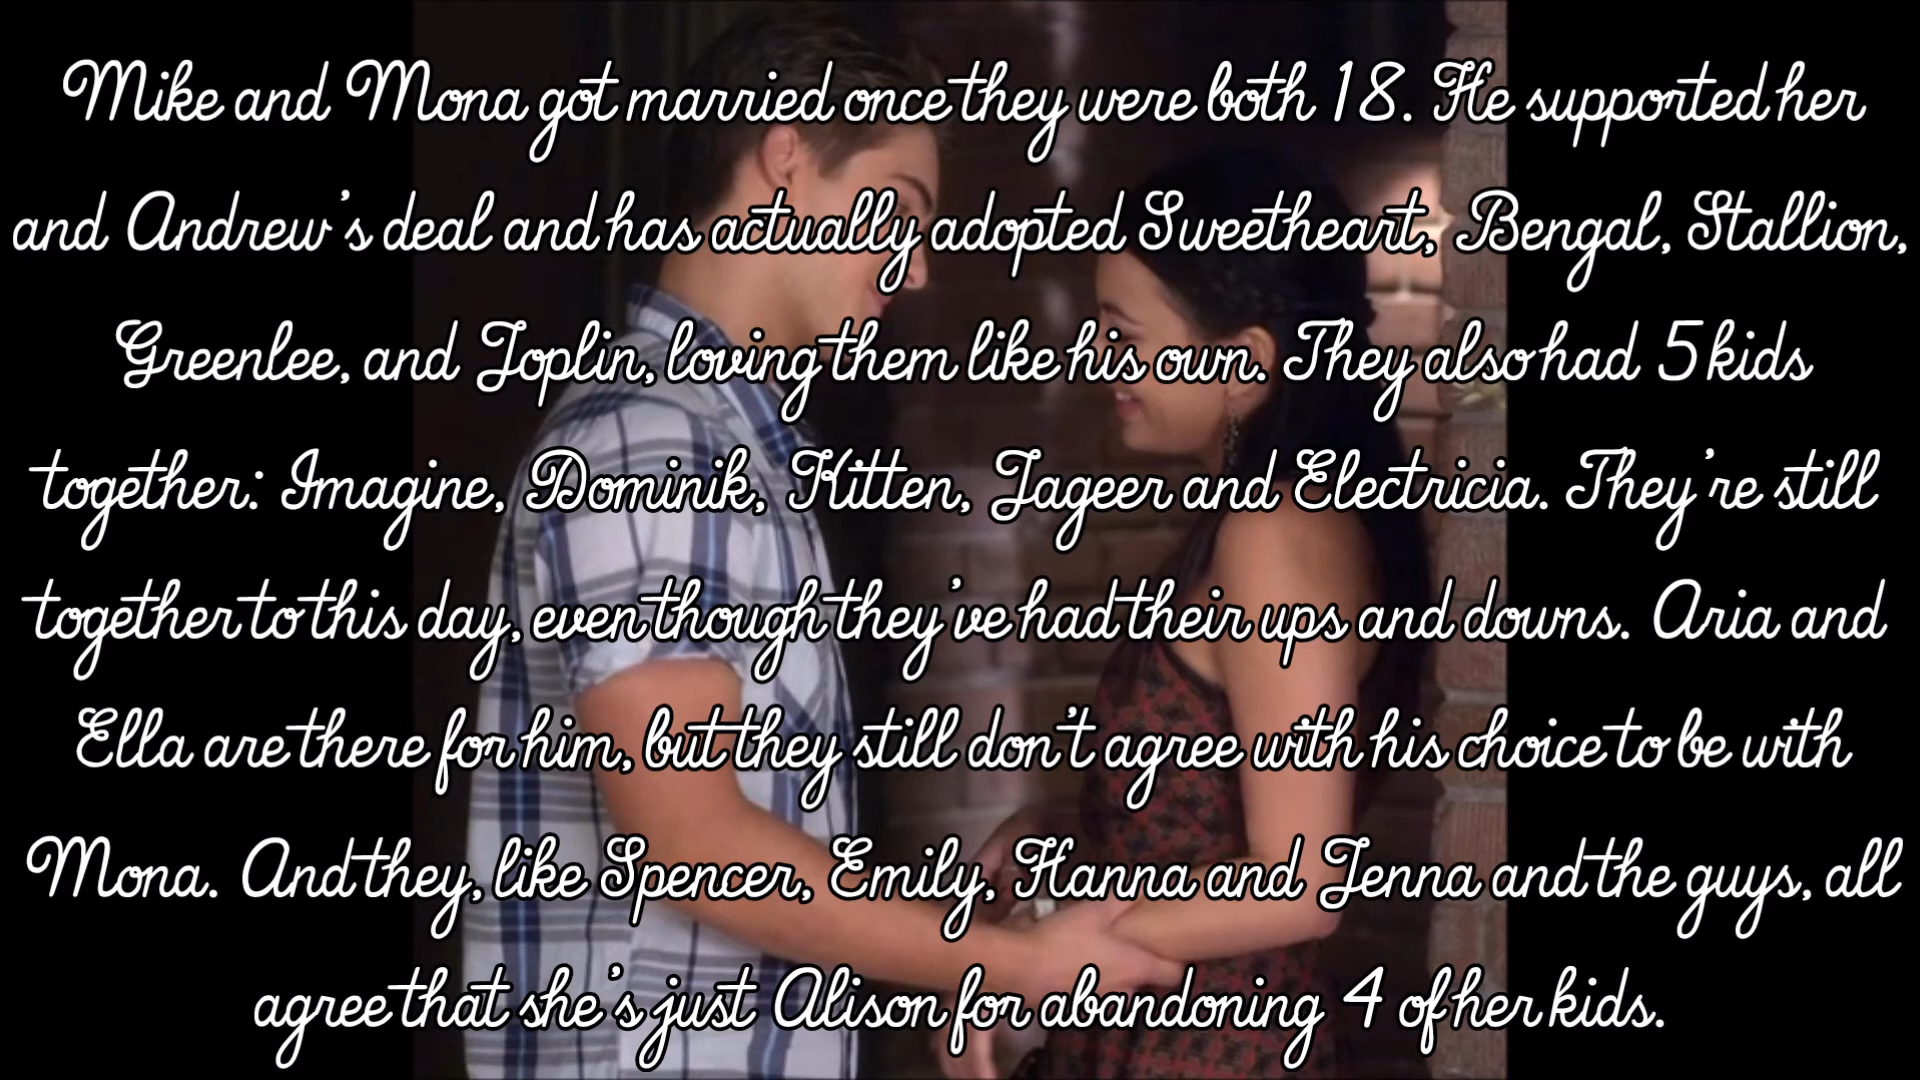 Mike and Mona got married once they were both 18. He supported her
and Andrew's deal and has actually adopted Sweetheart, Bengal, Stallion,
Greenlee, and Joplin, loving them like his own. They also had 5 kids
together: Imagine, Dominik, Kitten, Jageer and Electricia. They're still
together to this day, even though they've had their ups and downs. Aria and
Ella are there for him, but they still don't agree with his choice to be with
Mona. And they, like Spencer, Emily, Hanna and Jenna and the guys, all
agree that she's just Alison for abandoning 4 of her kids.